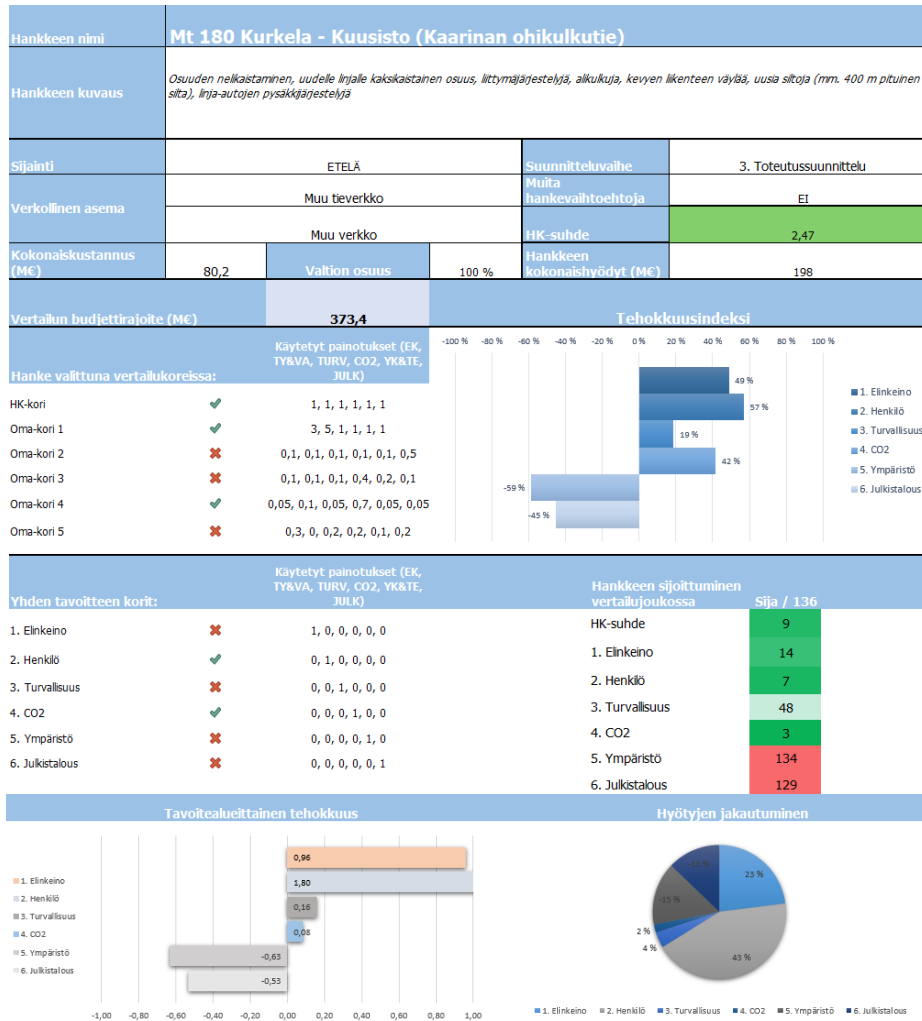 Hankkeen nimi
Mt 180 Kurkela - Kuusisto (Kaarinan ohikulkutie)
Hankkeen kuvaus
Osuuden nelikaistaminen, uudelle linjalle kaksikaistainen osuus, liittymäjärjestelyjä, alikulkuja, kevyen liikenteen väylää, uusia siltoja (mm. 400 m pituinen
silta), linja-autojen pysäkkijärjestelyjä
Sijainti
ETELÄ
Suunnitteluvaihe
3. Toteutussuunnittelu
Verkollinen asema
Muu tieverkko
Muita
hankevaihtoehtoja
EI
Muu verkko
HK-suhde
2,47
Kokonaiskustannus
(M€)
80,2
Valtion osuus
100 %
Hankkeen
kokonaishyödyt (M€)
198
Vertailun budjettirajoite (M€)
373,4
Tehokkuusindeksi
Hanke valittuna vertailukoreissa:
Käytetyt painotukset (EK,
TY&VA, TURV, CO2, YK&TE,
JULK)
HK-kori
1, 1, 1, 1, 1, 1
Oma-kori 1
3, 5, 1, 1, 1, 1
Oma-kori 2
0,1, 0,1, 0,1, 0,1, 0,1, 0,5
Oma-kori 3
0,1, 0,1, 0,1, 0,4, 0,2, 0,1
Oma-kori 4
0,05, 0,1, 0,05, 0,7, 0,05, 0,05
Oma-kori 5
0,3, 0, 0,2, 0,2, 0,1, 0,2
-100 % -80 % -60 % -40 % -20 % 0 % 20 % 40 % 60 % 80 % 100 %
49 %
57 %
19 %
42 %
-59 %
-45 %
1. Elinkeino
2. Henkilö
3. Turvallisuus
4. CO2
5. Ympäristö
6. Julkistalous
Yhden tavoitteen korit:
Käytetyt painotukset (EK,
TY&VA, TURV, CO2, YK&TE,
JULK)
1. Elinkeino
1, 0, 0, 0, 0, 0
2. Henkilö
0, 1, 0, 0, 0, 0
3. Turvallisuus
0, 0, 1, 0, 0, 0
4. CO2
0, 0, 0, 1, 0, 0
5. Ympäristö
0, 0, 0, 0, 1, 0
6. Julkistalous
0, 0, 0, 0, 0, 1
Hankkeen sijoittuminen
vertailujoukossa
Sija / 136
HK-suhde
9
1. Elinkeino
14
2. Henkilö
7
3. Turvallisuus
48
4. CO2
3
5. Ympäristö
134
6. Julkistalous
129
Tavoitealueittainen tehokkuus
1. Elinkeino
2. Henkilö
3. Turvallisuus
4. CO2
5. Ympäristö
6. Julkistalous
0,96
1,80
0,16
0,08
-0,63
-0,53
-1,00 -0,80 -0,60 -0,40 -0,20 0,00 0,20 0,40 0,60 0,80 1,00
Hyötyjen jakautuminen
23 %
43 %
4 %
2 %
-15 %
1. Elinkeino 2. Henkilö 3. Turvallisuus 4. CO2 5. Ympäristö 6. Julkistalous